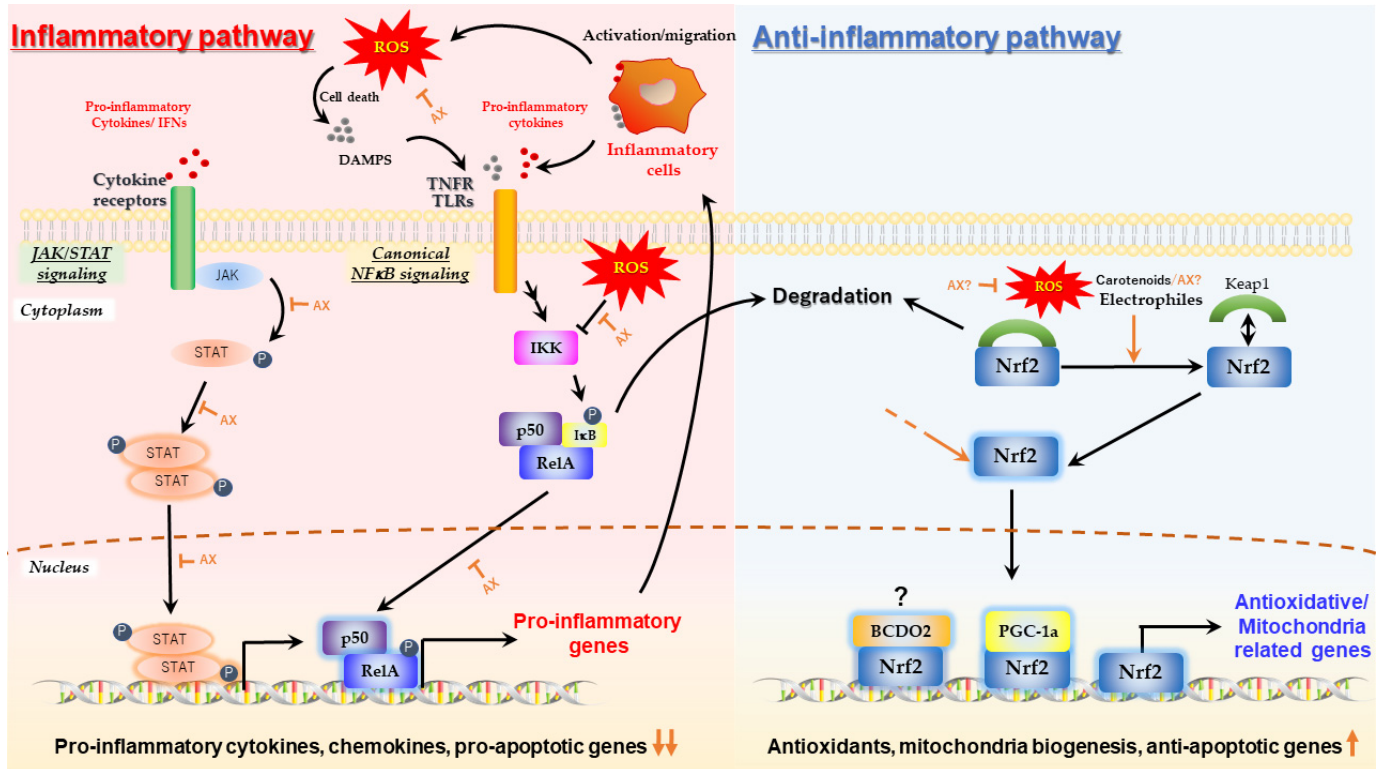 Inflammatory pathway
ROS
Activation/migration
Cell death
AX
Pro-inflammatory
Cytokines/ IFNs
Pro-inflammatory
cytokines
DAMPS
Inflammatory
cells
Cytokine
receptors
TNFR
TLRs
JAK/STAT
signaling
Canonical
NFκB signaling
JAK
ROS
Cytoplasm
AX
STAT
P
IKK
AX
AX
P
p50
IκB
RelA
P
STAT
STAT
P
AX
AX
Nucleus
P
STAT
STAT
P
p50
P
RelA
Pro-inflammatory
genes
Pro-inflammatory cytokines, chemokines, pro-apoptotic genes
Anti-inflammatory pathway
Degradation
AX?
ROS
Carotenoids/AX?
Electrophiles
Keap1
Nrf2
Nrf2
Nrf2
?
BCDO2
Nrf2
PGC-1a
Nrf2
Nrf2
Antioxidative/
Mitochondria
related genes
Antioxidants, mitochondria biogenesis, anti-apoptotic genes